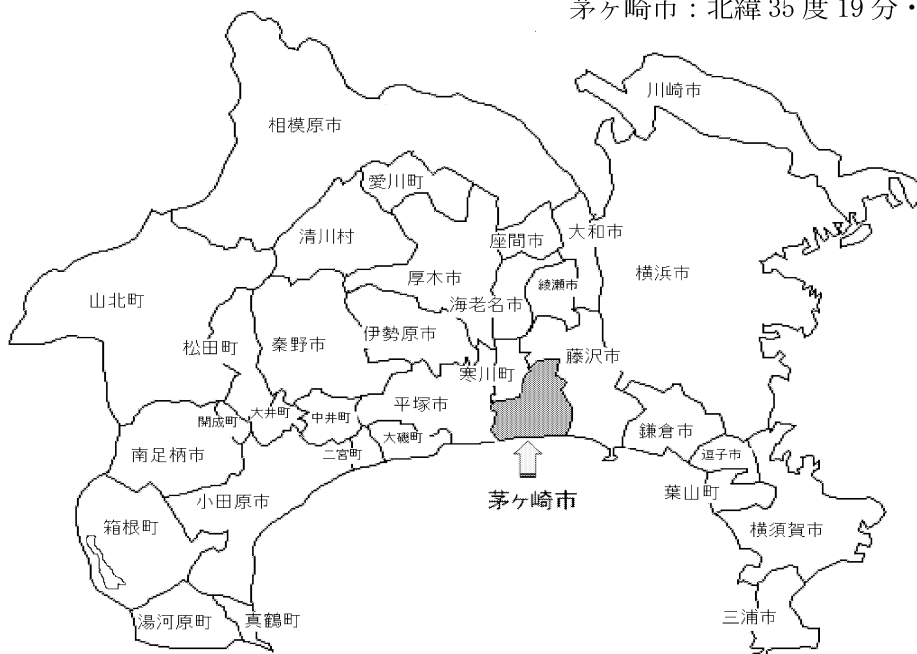 茅ヶ崎市：北緯 35 度 19 分・
川崎市
相模原市
愛川町
清川村
座間市
大和市
厚木市
綾瀬市
横浜市
山北町
海老名市
松田町
秦野市
伊勢原市
藤沢市
寒川町
開成町
大井町
中井町
平塚市
大磯町
鎌倉市
南足柄市
二宮町
逗子市
小田原市
茅ヶ崎市
葉山町
箱根町
横須賀市
湯河原町
真鶴町
三浦市